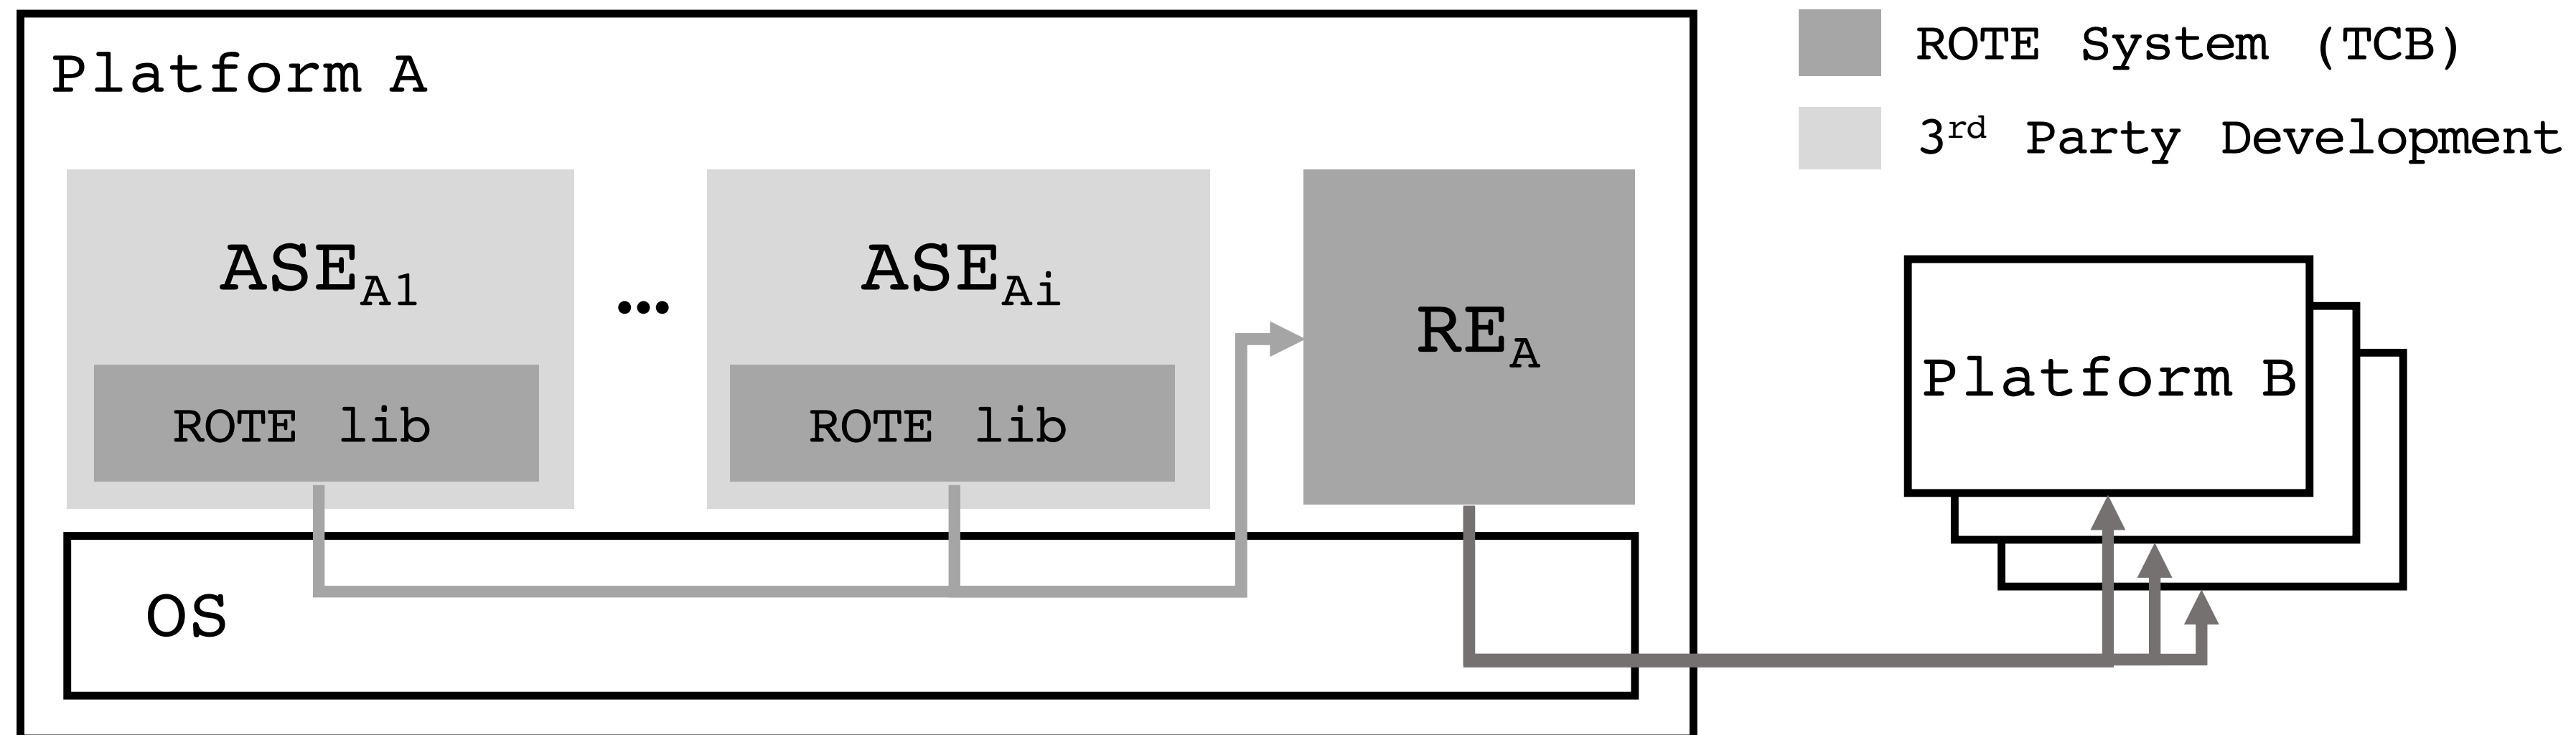 Platform A
ROTE System (TCB)
3rd Party Development
ASEA1
...
ASEAi
REA
ROTE lib
ROTE lib
Platform B
OS